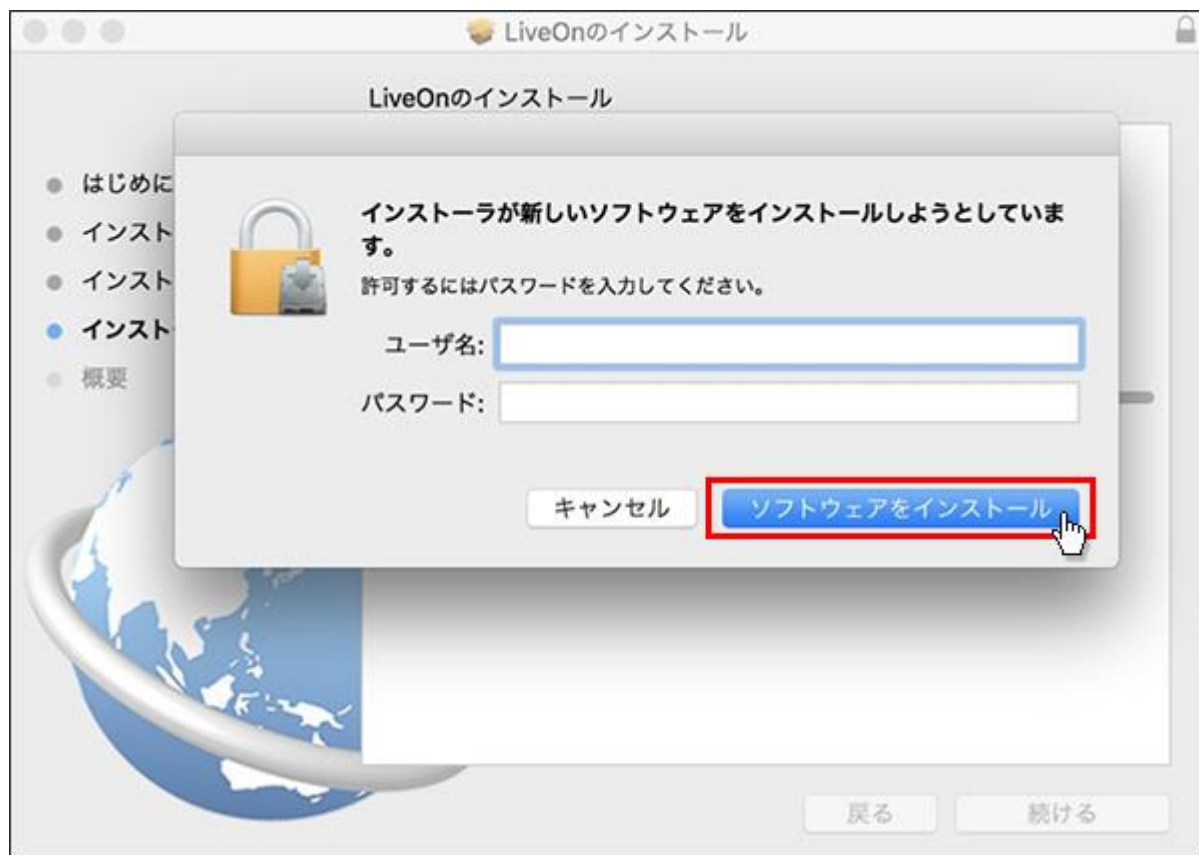 LiveOnのインストール
LiveOnのインストール
はじめに
インスト
インスト
インスト
概要
インストーラが新しいソフトウェアをインストールしようとしていま
す。
許可するにはパスワードを入力してください。
ユーザ名:
パスワード:
キャンセル ソフトウェアをインストール
戻る 続ける